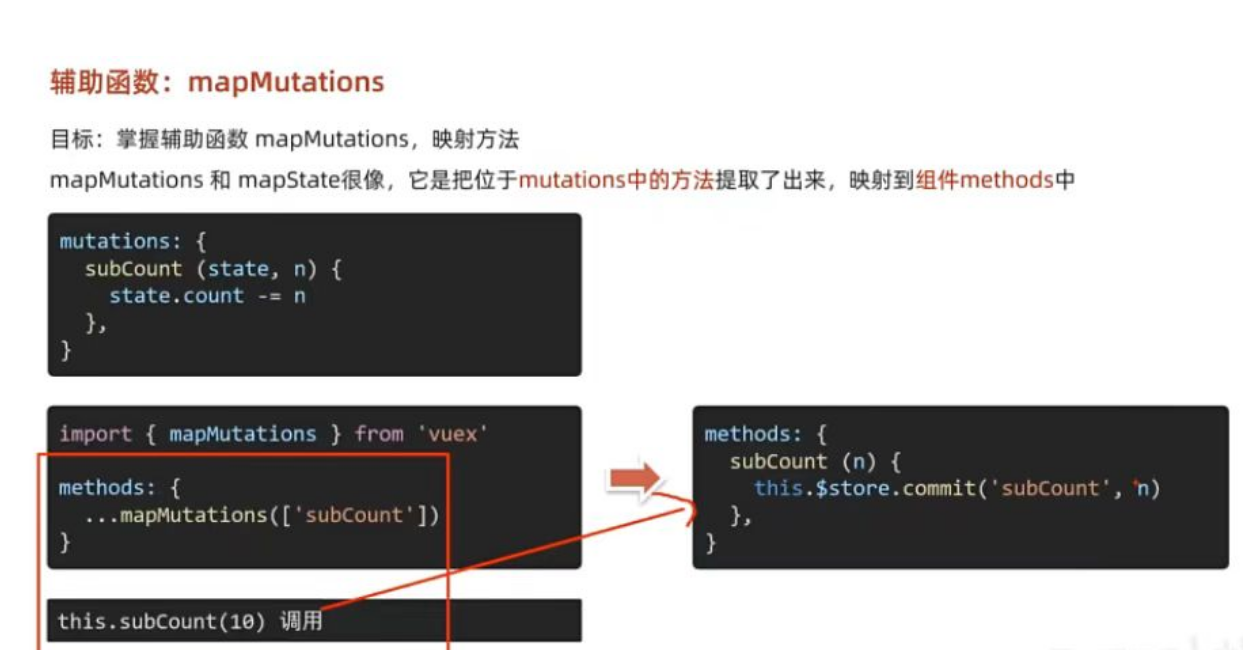 辅助函数：mapMutations
目标：掌握辅助函数 mapMutations，映射方法
mapMutations 和 mapState很像，它是把位于mutations中的方法提取了出来，映射到组件methods中
mutations: {
  subCount (state, n) {
    state.count -= n
  },
}
import { mapMutations } from 'vuex'
methods: {
  ...mapMutations(['subCount'])
}
methods: {
  subCount (n) {
    this.$store.commit('subCount', n)
  },
}
this.subCount(10) 调用